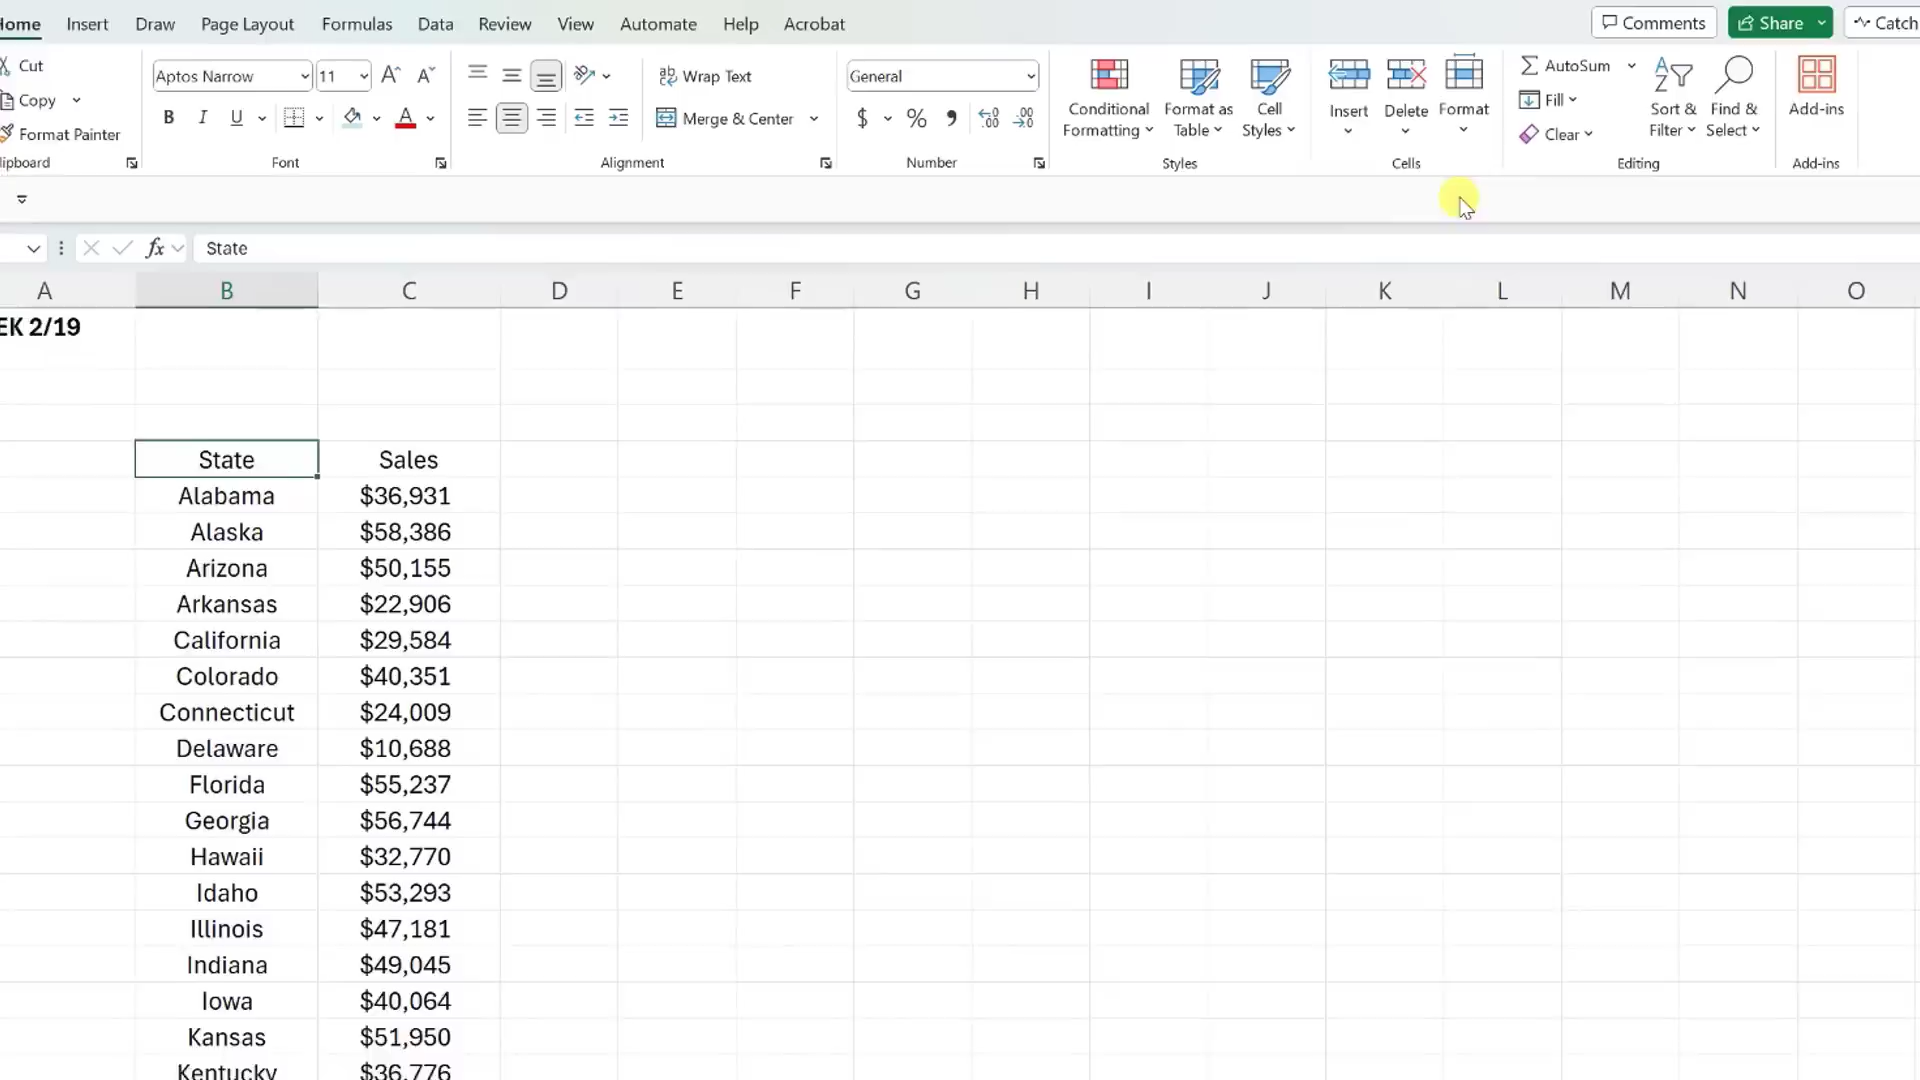 Home Insert Draw Page Layout Formulas Data Review View Automate Help Acrobat Comments Share Catch
Cut
Copy
Format Painter
Clipboard
Aptos Narrow 11
B I U
Font
Wrap Text
Merge & Center
Alignment
General
$ % 9
Number
Conditional Formatting
Format as Table
Cell Styles
Styles
Insert Delete Format
Cells
AutoSum
Fill
Clear
Sort & Filter
Find & Select
Editing
Add-ins
Add-ins
fx State
A B C D E F G H I J K L M N O
EK 2/19
State Sales
Alabama $36,931
Alaska $58,386
Arizona $50,155
Arkansas $22,906
California $29,584
Colorado $40,351
Connecticut $24,009
Delaware $10,688
Florida $55,237
Georgia $56,744
Hawaii $32,770
Idaho $53,293
Illinois $47,181
Indiana $49,045
Iowa $40,064
Kansas $51,950
Kentucky $36,776